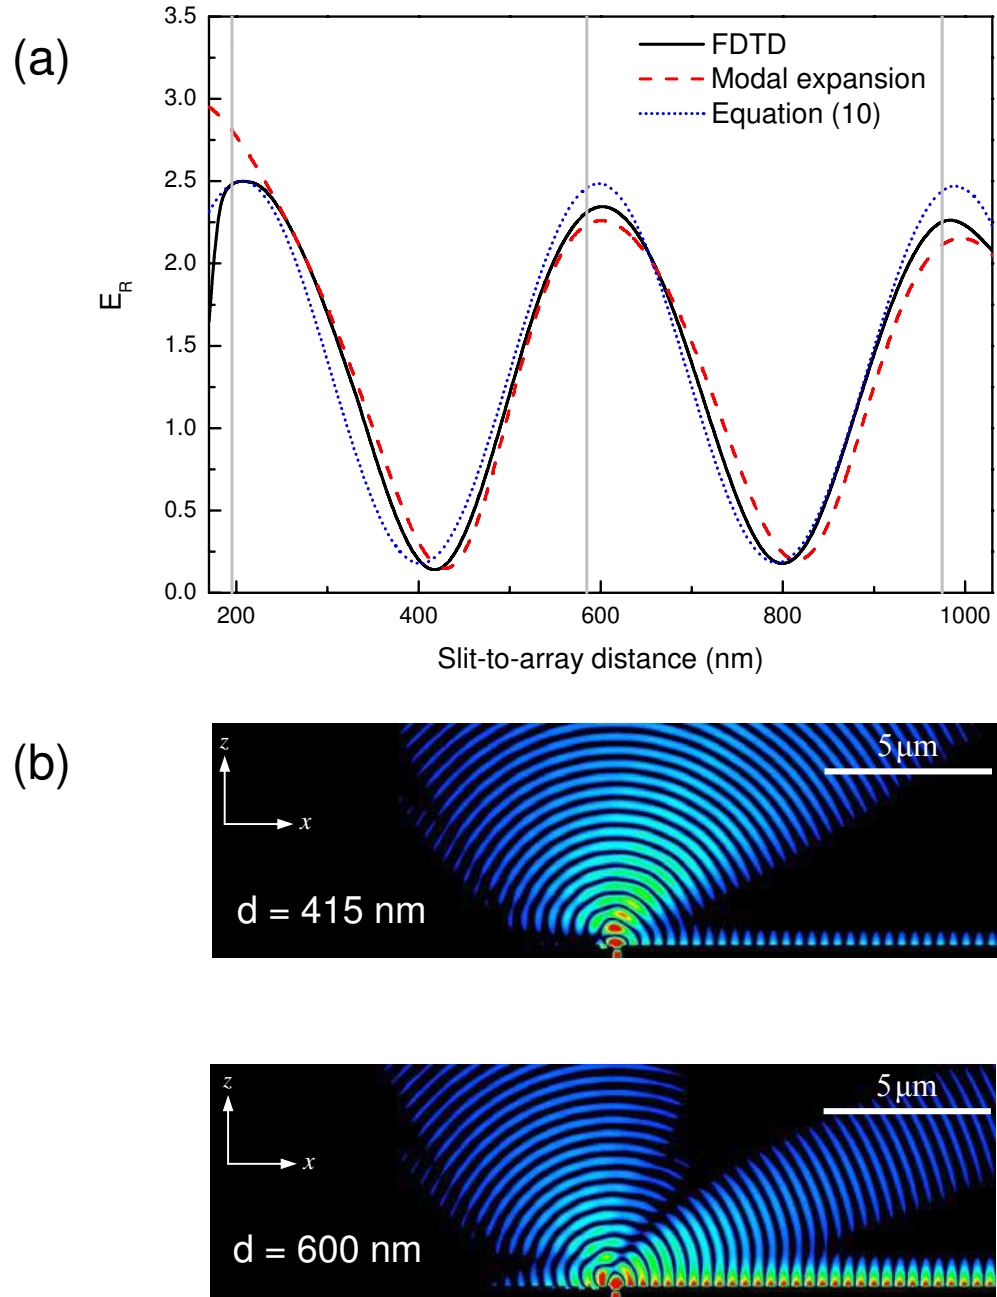 (a)
3.5
3.0
2.5
2.0
1.5
1.0
0.5
0.0
E_R
FDTD
Modal expansion
Equation (10)
200
400
600
800
1000
Slit-to-array distance (nm)
(b)
z
x
5 µm
d = 415 nm
z
x
5 µm
d = 600 nm